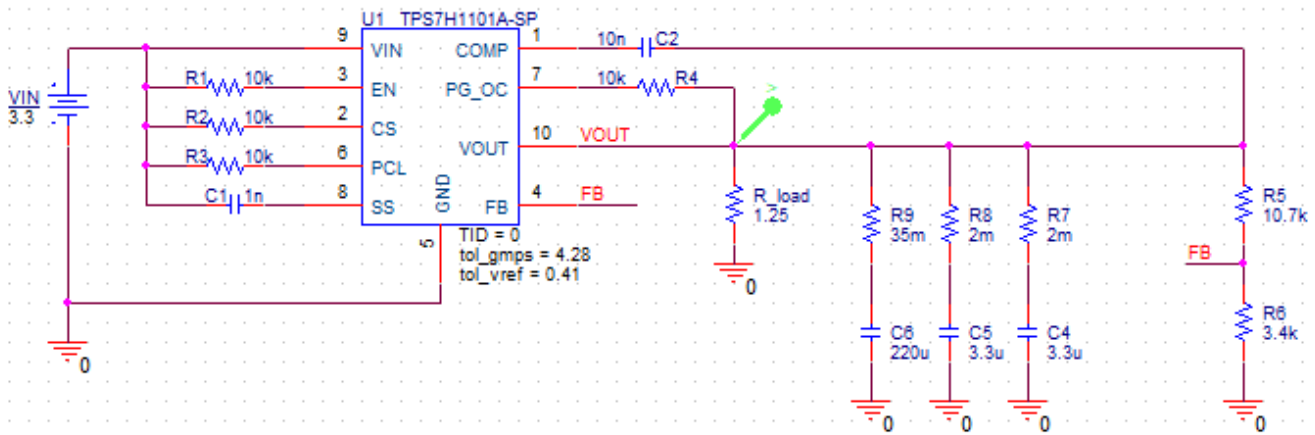 U1 TPS7H1101A-SP
9 VIN COMP 1 10n C2
R1 10k 3 EN PG_OC 7 10k R4
VIN
3.3
R2 10k 2 CS
VOUT 10 VOUT
R3 10k 6 PCL
C1 1n 8 SS GND FB 4 FB
5
TID = 0
tol_gmps = 4.28
tol_vref = 0.41
V
R_load
1.25
0
R9
35m
R8
2m
R7
2m
R5
10.7k
FB
C6
220u
C5
3.3u
C4
3.3u
R6
3.4k
0
0
0
0
0